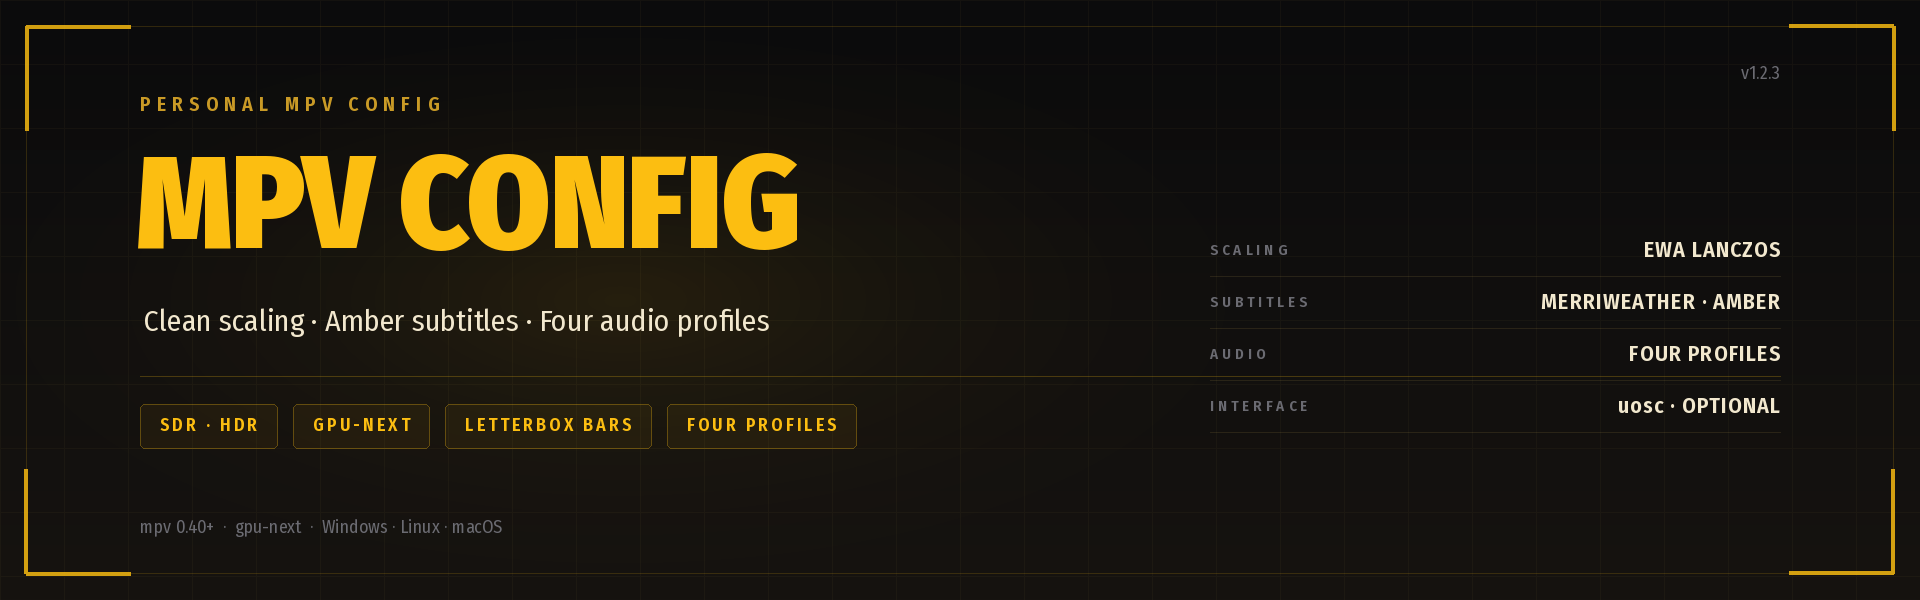 v1.2.3
PERSONAL MPV CONFIG
MPV CONFIG
Clean scaling · Amber subtitles · Four audio profiles
SDR · HDR
GPU-NEXT
LETTERBOX BARS
FOUR PROFILES
SCALING EWA LANCZOS
SUBTITLES MERRIWEATHER · AMBER
AUDIO FOUR PROFILES
INTERFACE uosc · OPTIONAL
mpv 0.40+ · gpu-next · Windows · Linux · macOS